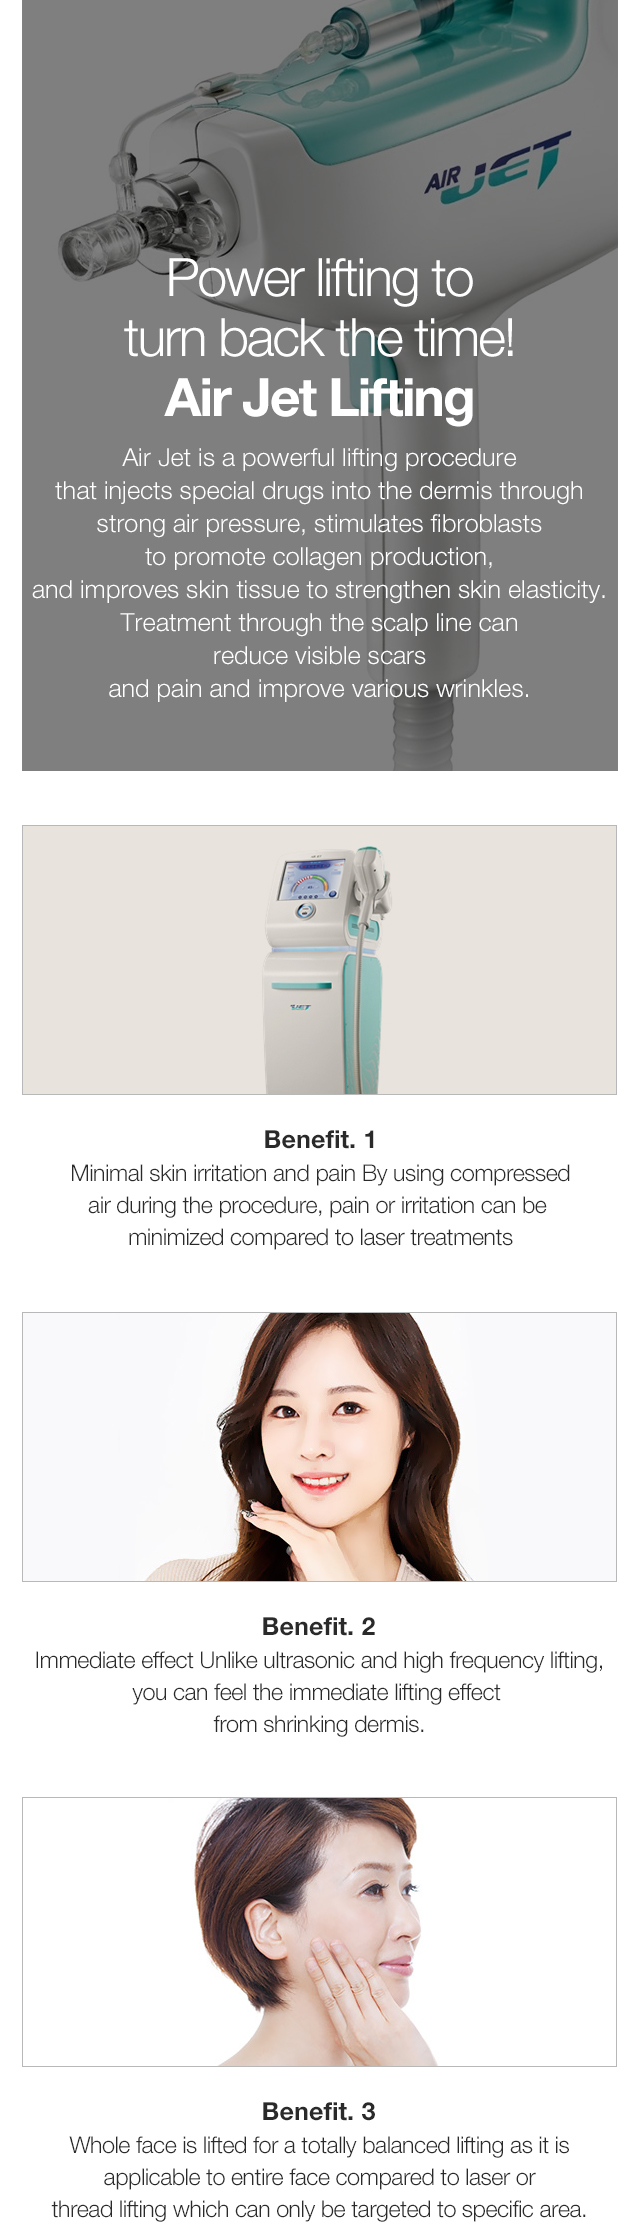 AIR JET
Power lifting to
turn back the time!
Air Jet Lifting
Air Jet is a powerful lifting procedure
that injects special drugs into the dermis through
strong air pressure, stimulates fibroblasts
to promote collagen production,
and improves skin tissue to strengthen skin elasticity.
Treatment through the scalp line can
reduce visible scars
and pain and improve various wrinkles.
JET
Benefit. 1
Minimal skin irritation and pain By using compressed
air during the procedure, pain or irritation can be
minimized compared to laser treatments
Benefit. 2
Immediate effect Unlike ultrasonic and high frequency lifting,
you can feel the immediate lifting effect
from shrinking dermis.
Benefit. 3
Whole face is lifted for a totally balanced lifting as it is
applicable to entire face compared to laser or
thread lifting which can only be targeted to specific area.